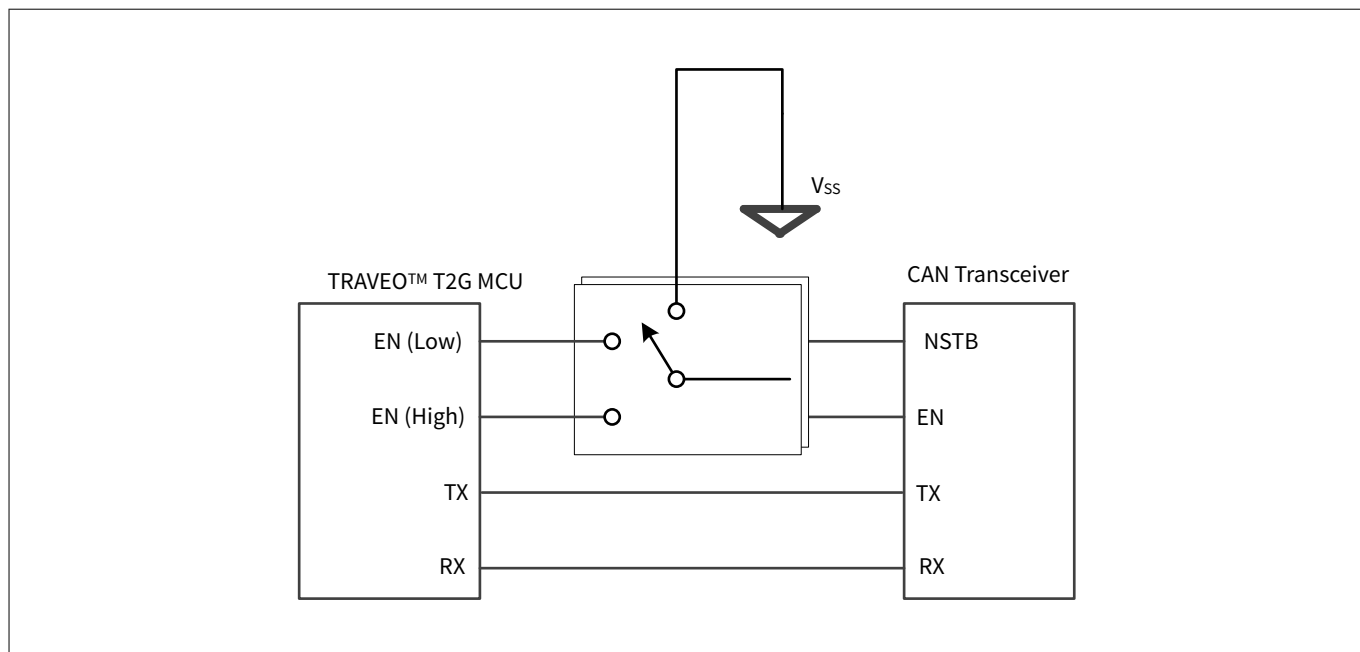 VSS
TRAVEO™ T2G MCU
CAN Transceiver
EN (Low)
NSTB
EN (High)
EN
TX
TX
RX
RX